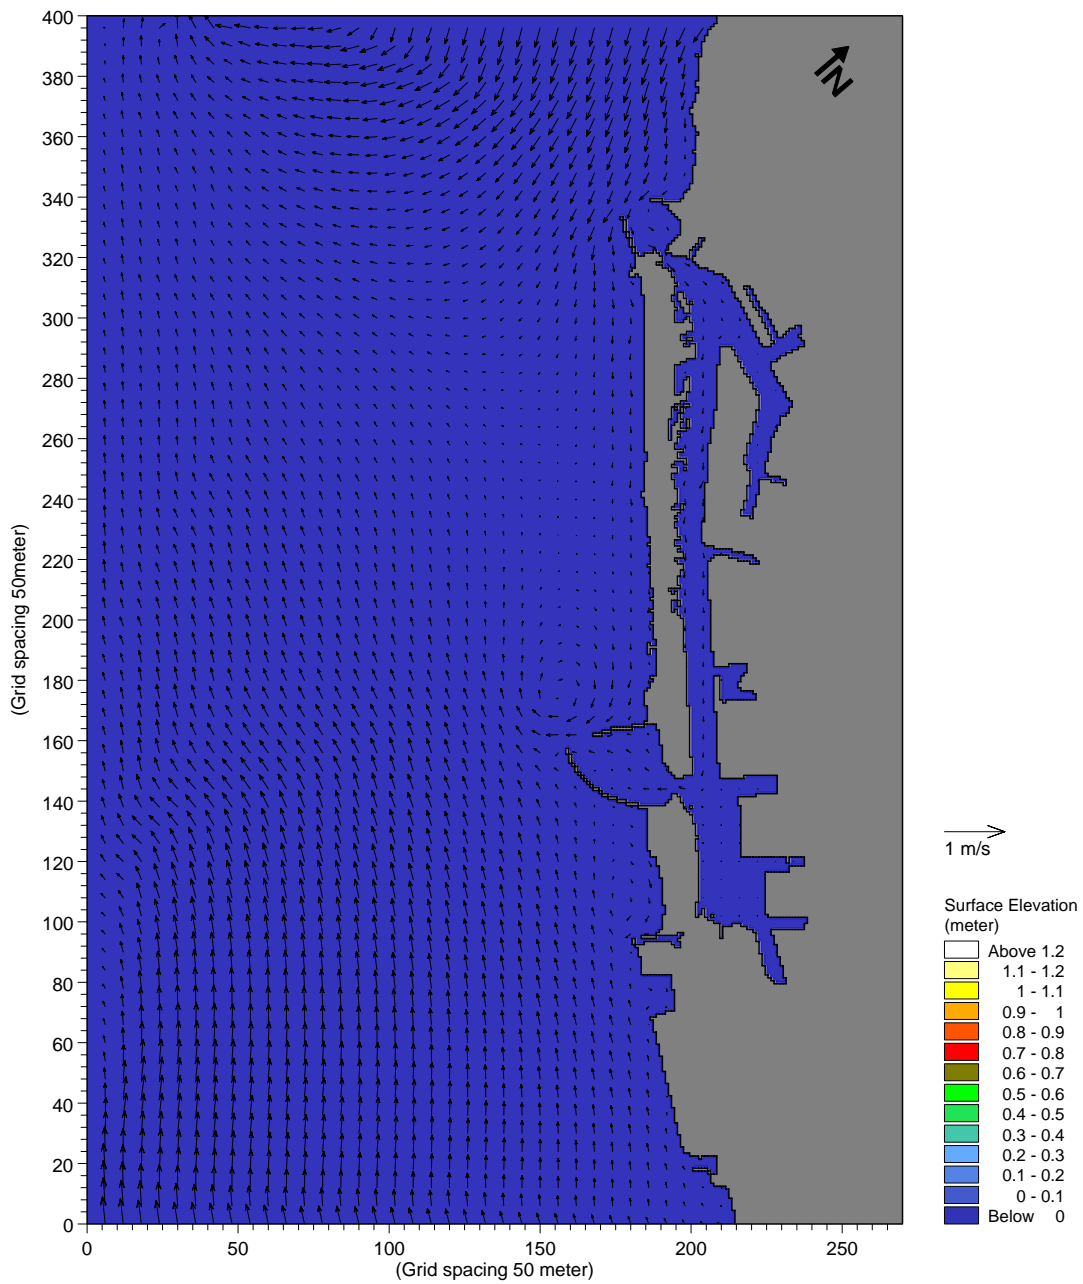 400
380
360
340
320
300
280
260
240
220
200
180
160
140
120
100
80
60
40
20
0
(Grid spacing 50meter)
0 50 100 150 200 250
(Grid spacing 50 meter)
N
1 m/s
Surface Elevation
(meter)
Above 1.2
1.1 - 1.2
1 - 1.1
0.9 - 1
0.8 - 0.9
0.7 - 0.8
0.6 - 0.7
0.5 - 0.6
0.4 - 0.5
0.3 - 0.4
0.2 - 0.3
0.1 - 0.2
0 - 0.1
Below 0